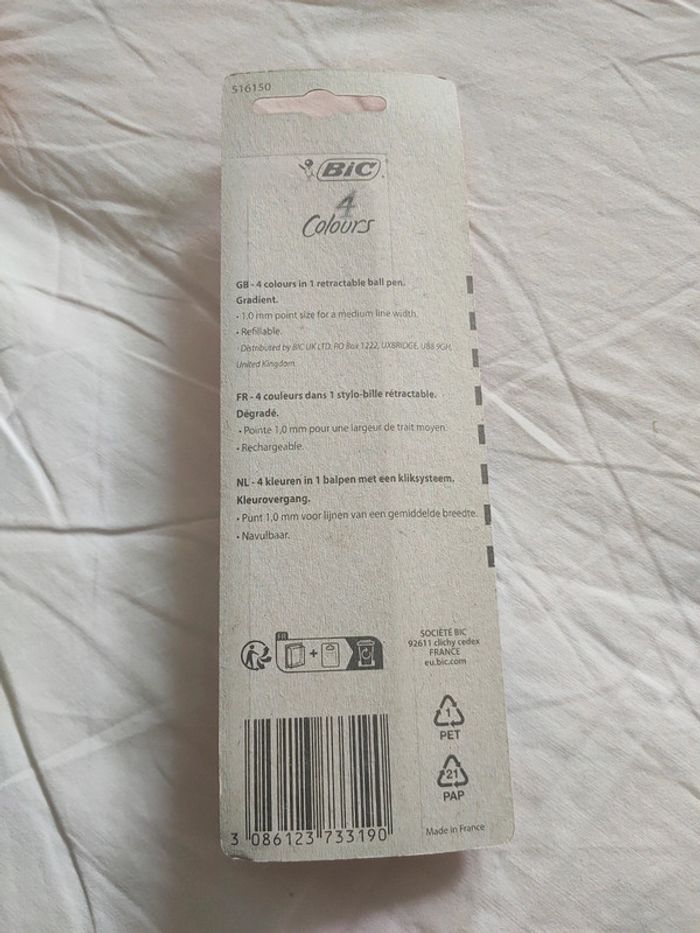 516150
BiC
4
Colours
GB - 4 colours in 1 retractable ball pen.
Gradient.
• 1.0 mm point size for a medium line width.
• Refillable.
Distributed by BIC UK LTD, PO Box 1222, UXBRIDGE, UB8 9GH,
United Kingdom
FR - 4 couleurs dans 1 stylo-bille rétractable.
Dégradé.
• Pointe 1,0 mm pour une largeur de trait moyen.
• Rechargeable.
NL - 4 kleuren in 1 balpen met een kliksysteem.
Kleurovergang.
• Punt 1,0 mm voor lijnen van een gemiddelde breedte.
• Navulbaar.
FR
+
SOCIÉTÉ BIC
92611 clichy cedex
FRANCE
eu.bic.com
1
PET
21
PAP
Made in France
3 086123 733190